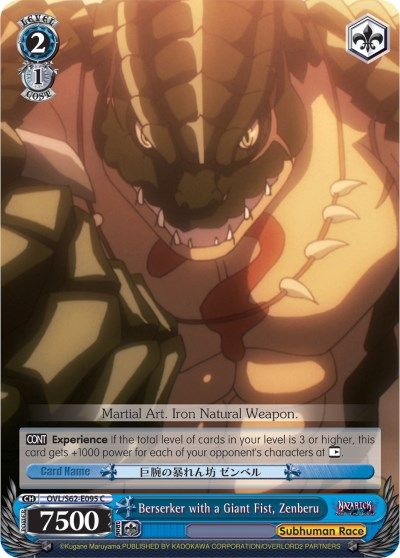 LEVEL
2
1
COST
Martial Art. Iron Natural Weapon.
CONT Experience If the total level of cards in your level is 3 or higher, this
card gets +1000 power for each of your opponent's characters at
Card Name 巨腕の暴れん坊 ゼンベル
CH OVL/S62-E095 C
POWER 7500 Berserker with a Giant Fist, Zenberu NAZARICK
Subhuman Race
©Kugane Maruyama,PUBLISHED BY KADOKAWA CORPORATION/OVERLORD2 PARTNERS